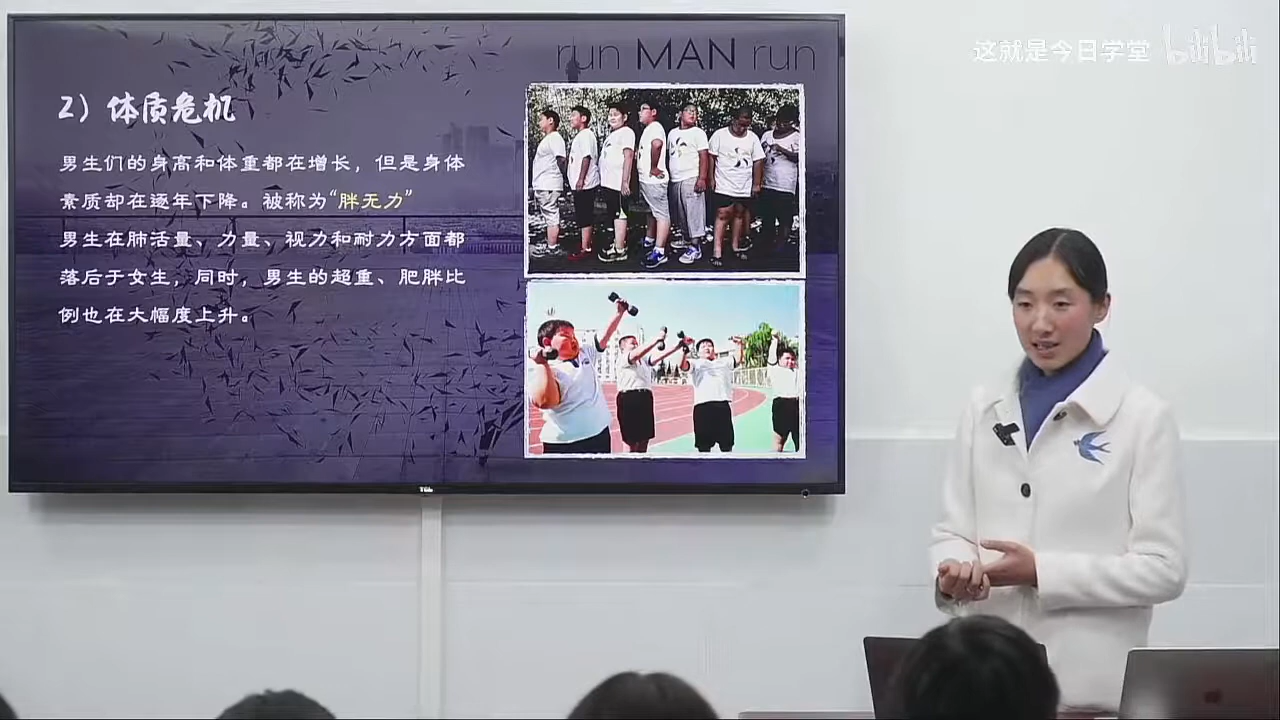 run MAN run
这就是今日学堂 bilibili
2）体质危机
男生们的身高和体重都在增长，但是身体
素质却在逐年下降。被称为“胖无力”
男生在肺活量、力量、视力和耐力方面都
落后于女生，同时，男生的超重、肥胖比
例也在大幅度上升。
TCL